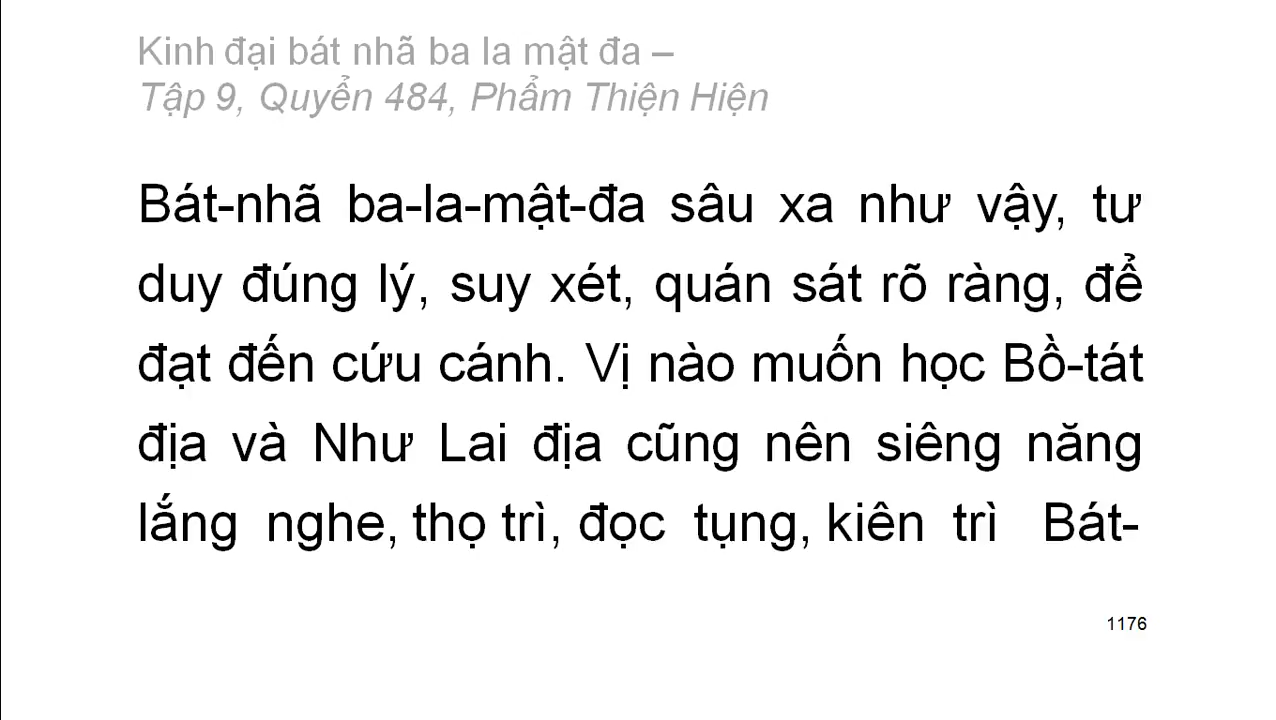 Kinh đại bát nhã ba la mật đa –
Tập 9, Quyển 484, Phẩm Thiện Hiện
Bát-nhã ba-la-mật-đa sâu xa như vậy, tư
duy đúng lý, suy xét, quán sát rõ ràng, để
đạt đến cứu cánh. Vị nào muốn học Bồ-tát
địa và Như Lai địa cũng nên siêng năng
lắng nghe, thọ trì, đọc tụng, kiên trì Bát-
1176